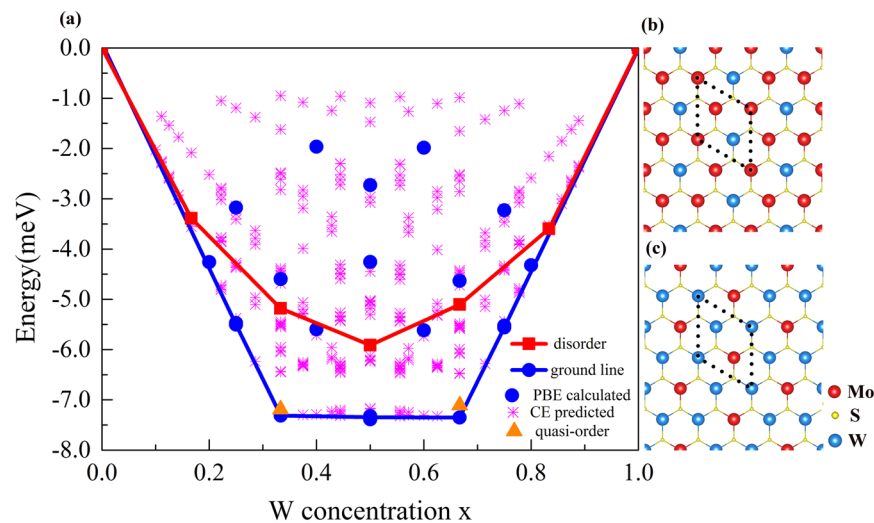 (a)
(b)
0.0
-1.0
-2.0
-3.0
-4.0
-5.0
-6.0
-7.0
-8.0
Energy(meV)
disorder
ground line
PBE calculated
CE predicted
quasi-order
0.0
0.2
0.4
0.6
0.8
1.0
W concentration x
(c)
Mo
S
W